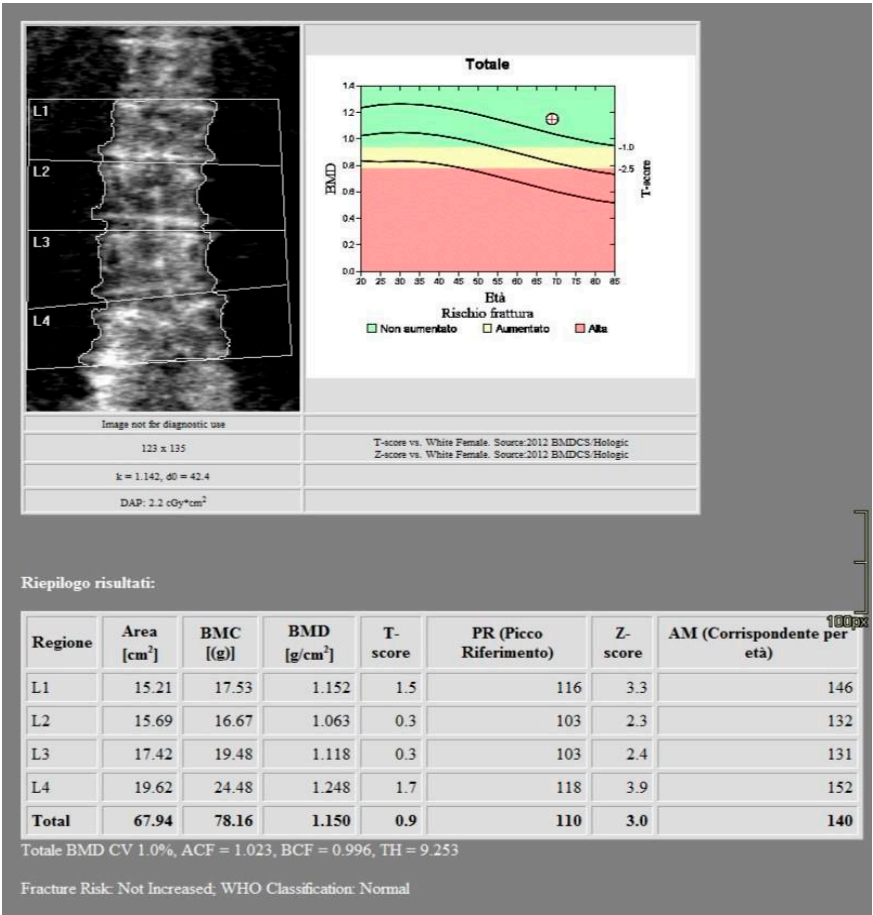 L1
L2
L3
L4
Totale
1.4
1.2
1.0
0.8
0.6
0.4
0.2
0.0
BMD
-1.0
-2.5
T-score
20 25 30 35 40 45 50 55 60 65 70 75 80 85
Età
Rischio frattura
Non aumentato Aumentato Alta
Image not for diagnostic use
123 x 135
k = 1.142, d0 = 42.4
DAP: 2.2 cGy*cm²
T-score vs. White Female. Source:2012 BMDCS/Hologic
Z-score vs. White Female. Source:2012 BMDCS/Hologic
100px
Riepilogo risultati:
Regione Area [cm²] BMC [(g)] BMD [g/cm²] T-score PR (Picco Riferimento) Z-score AM (Corrispondente per età)
L1 15.21 17.53 1.152 1.5 116 3.3 146
L2 15.69 16.67 1.063 0.3 103 2.3 132
L3 17.42 19.48 1.118 0.3 103 2.4 131
L4 19.62 24.48 1.248 1.7 118 3.9 152
Total 67.94 78.16 1.150 0.9 110 3.0 140
Totale BMD CV 1.0%, ACF = 1.023, BCF = 0.996, TH = 9.253
Fracture Risk: Not Increased; WHO Classification: Normal